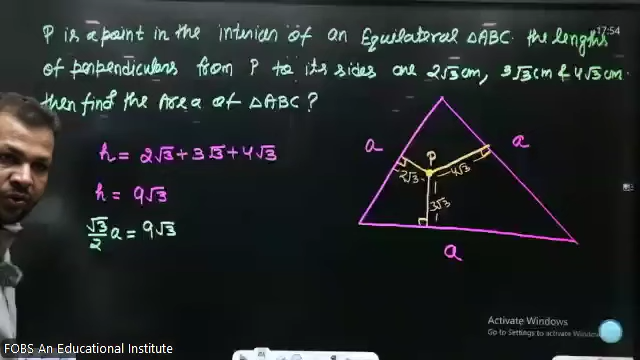 17:54
P is a point in the interior of an Equilateral △ABC. the lengths
of perpendiculars from P to its sides are 2√3 cm, 3√3 cm & 4√3 cm
then find the Area of △ABC ?
h = 2√3 + 3√3 + 4√3
h = 9√3
√3/2 a = 9√3
a
a
P
2√3
4√3
3√3
a
Activate Windows
Go to Settings to activate Windows
FOBS An Educational Institute